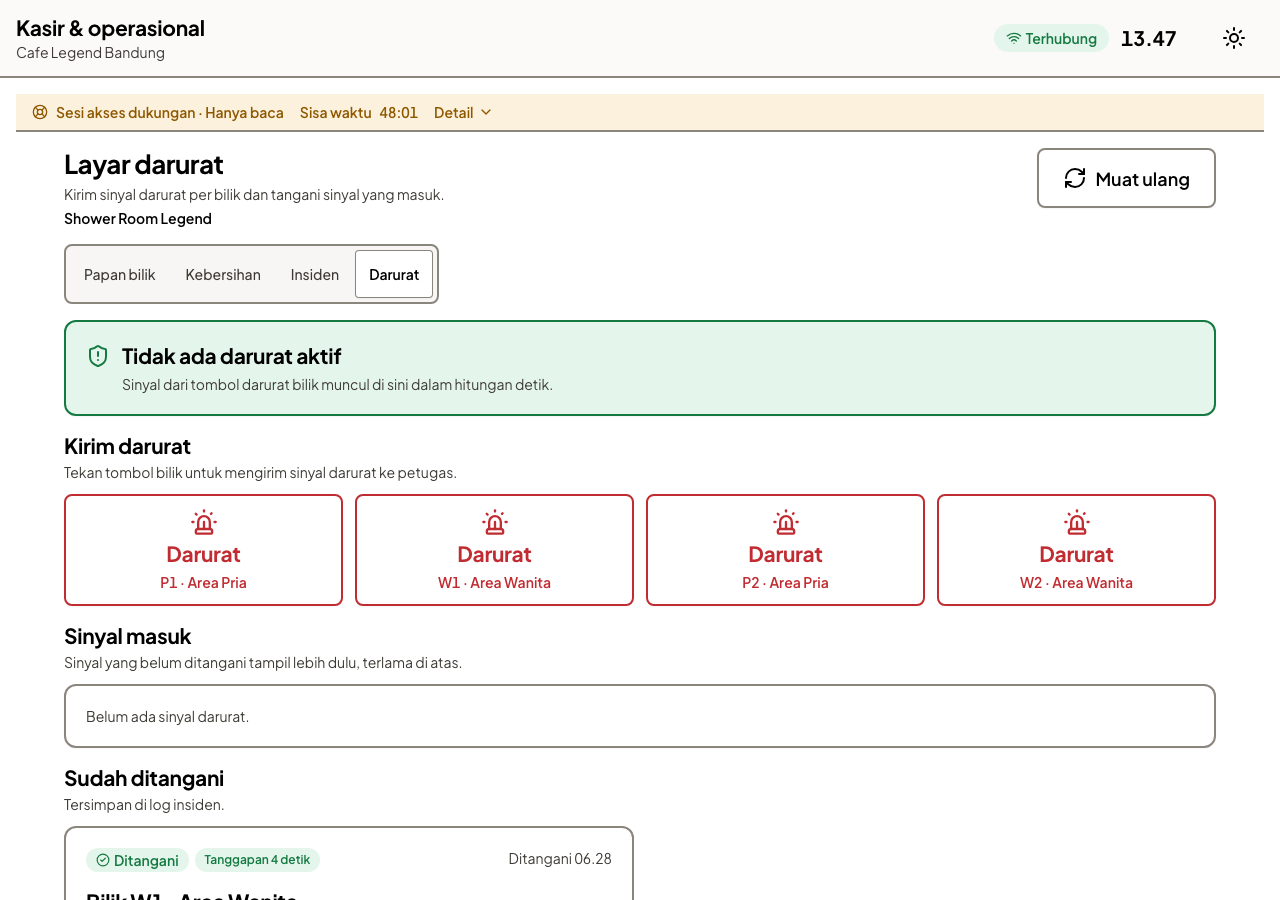 Kasir & operasional
Cafe Legend Bandung
Terhubung
13.47
Sesi akses dukungan · Hanya baca
Sisa waktu 48:01
Detail
Layar darurat
Kirim sinyal darurat per bilik dan tangani sinyal yang masuk.
Shower Room Legend
Muat ulang
Papan bilik
Kebersihan
Insiden
Darurat
Tidak ada darurat aktif
Sinyal dari tombol darurat bilik muncul di sini dalam hitungan detik.
Kirim darurat
Tekan tombol bilik untuk mengirim sinyal darurat ke petugas.
Darurat
P1 · Area Pria
Darurat
W1 · Area Wanita
Darurat
P2 · Area Pria
Darurat
W2 · Area Wanita
Sinyal masuk
Sinyal yang belum ditangani tampil lebih dulu, terlama di atas.
Belum ada sinyal darurat.
Sudah ditangani
Tersimpan di log insiden.
Ditangani
Tanggapan 4 detik
Ditangani 06.28
Bilik W1 · Area Wanita